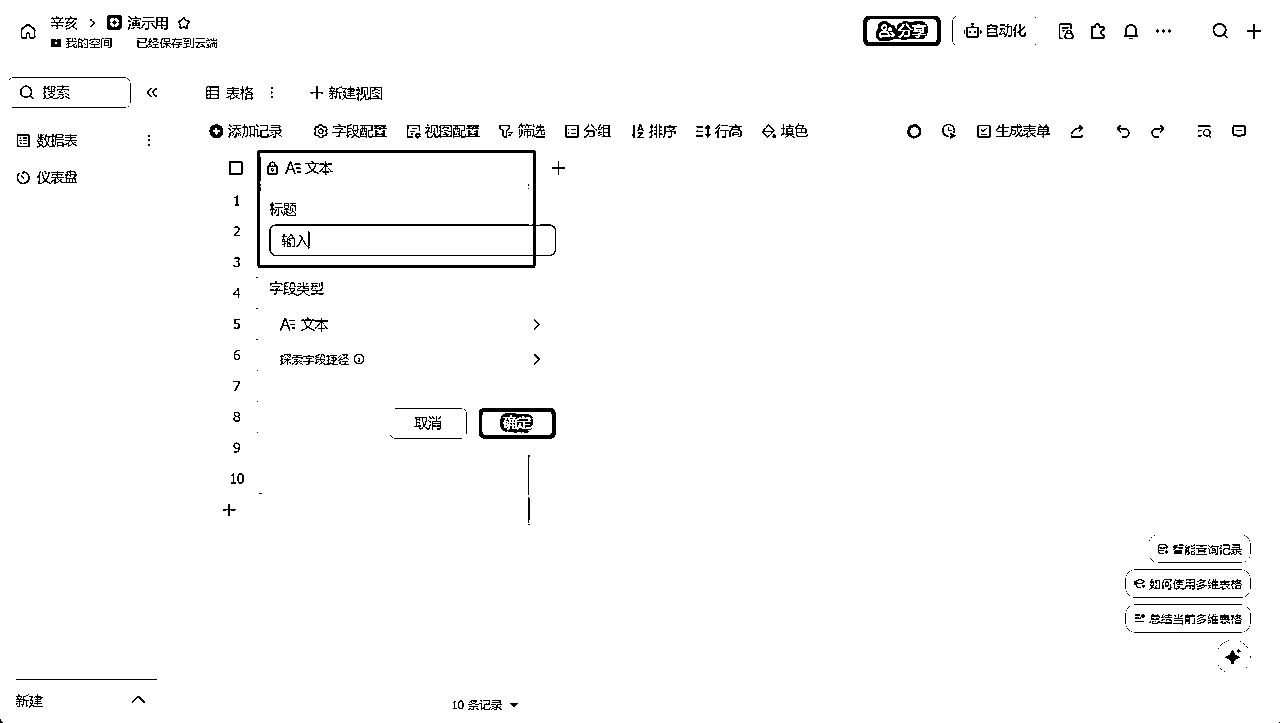 辛亥 > 演示用
我的空间 已经保存到云端
分享
自动化
搜索
表格
新建视图
添加记录
字段配置
视图配置
筛选
分组
排序
行高
填色
生成表单
数据表
仪表盘
文本
标题
输入
字段类型
文本
探索字段捷径
取消
确定
1
2
3
4
5
6
7
8
9
10
智能查询记录
如何使用多维表格
总结当前多维表格
新建
10 条记录